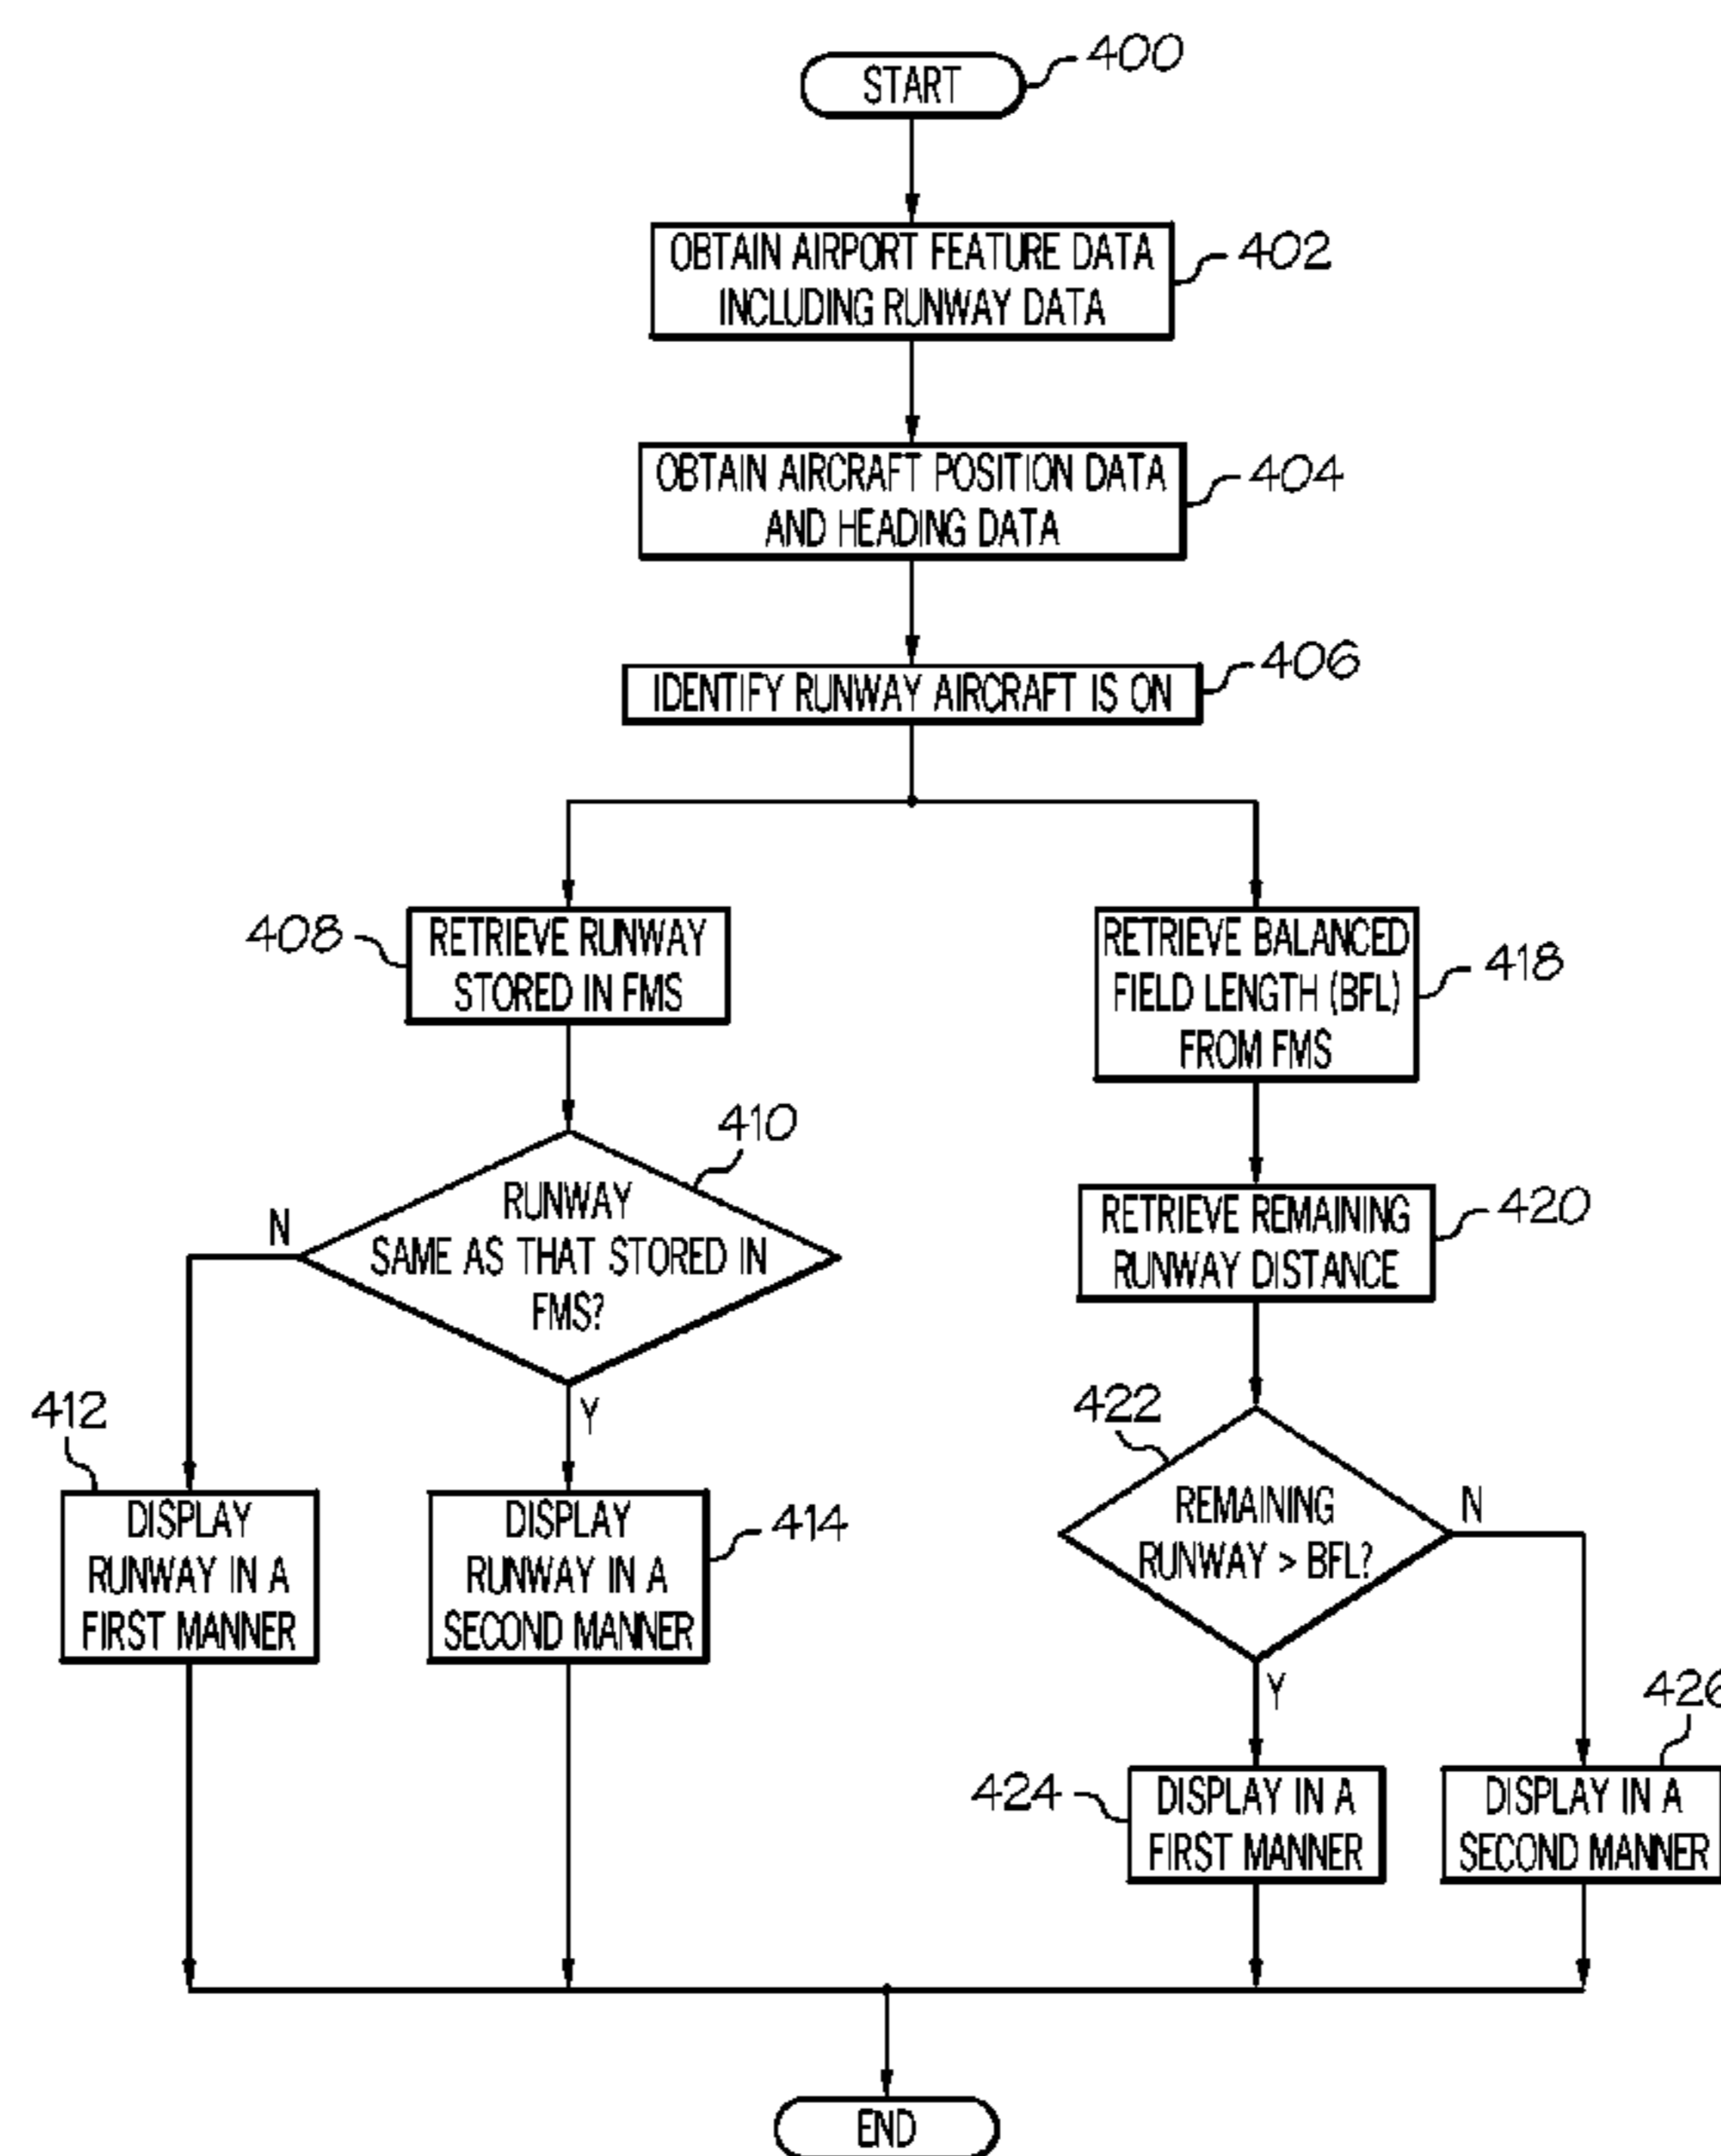 START
400
OBTAIN AIRPORT FEATURE DATA
INCLUDING RUNWAY DATA
402
OBTAIN AIRCRAFT POSITION DATA
AND HEADING DATA
404
IDENTIFY RUNWAY AIRCRAFT IS ON
406
408
RETRIEVE RUNWAY
STORED IN FMS
410
RUNWAY
SAME AS THAT STORED IN
FMS?
N
Y
412
DISPLAY
RUNWAY IN A
FIRST MANNER
DISPLAY
RUNWAY IN A
SECOND MANNER
414
RETRIEVE BALANCED
FIELD LENGTH (BFL)
FROM FMS
418
RETRIEVE REMAINING
RUNWAY DISTANCE
420
422
REMAINING
RUNWAY > BFL?
N
Y
424
DISPLAY IN A
FIRST MANNER
426
DISPLAY IN A
SECOND MANNER
END